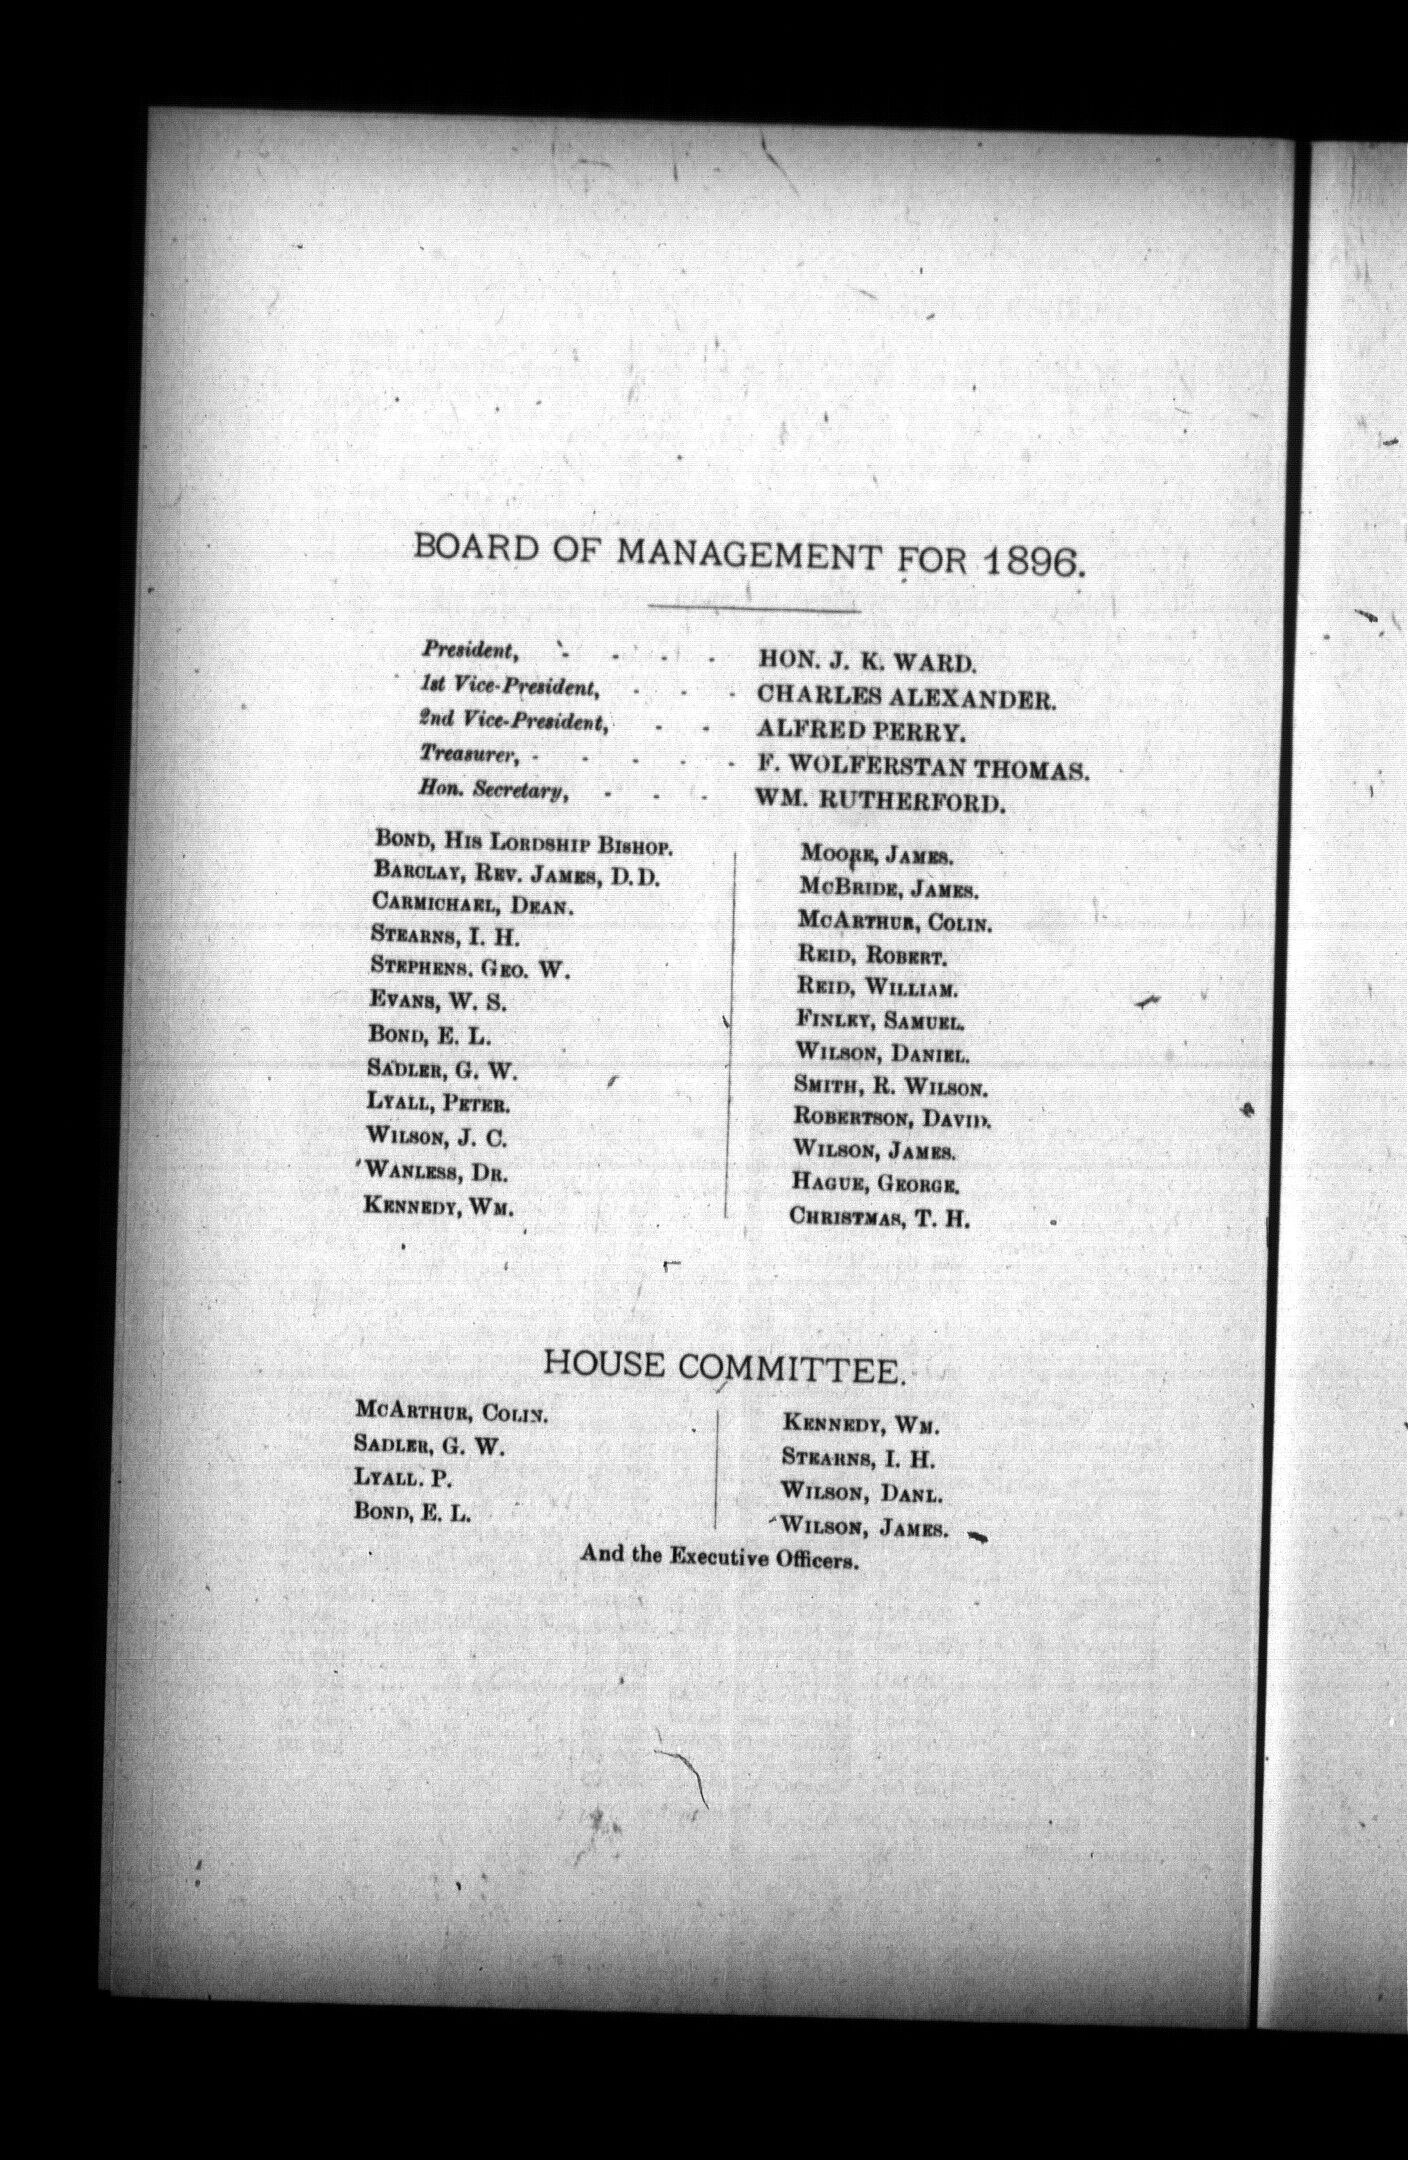 BOARD OF MANAGEMENT FOR 1896.
President, - - - - HON. J. K. WARD.
1st Vice-President, - - - CHARLES ALEXANDER.
2nd Vice-President, - - ALFRED PERRY.
Treasurer, - - - - - F. WOLFERSTAN THOMAS.
Hon. Secretary, - - - WM. RUTHERFORD.
BOND, HIS LORDSHIP BISHOP.
BARCLAY, REV. JAMES, D.D.
CARMICHAEL, DEAN.
STEARNS, I. H.
STEPHENS. GEO. W.
EVANS, W. S.
BOND, E. L.
SADLER, G. W.
LYALL, PETER.
WILSON, J. C.
WANLESS, DR.
KENNEDY, WM.
MOORE, JAMES.
MCBRIDE, JAMES.
MCARTHUR, COLIN.
REID, ROBERT.
REID, WILLIAM.
FINLEY, SAMUEL.
WILSON, DANIEL.
SMITH, R. WILSON.
ROBERTSON, DAVID.
WILSON, JAMES.
HAGUE, GEORGE.
CHRISTMAS, T. H.
HOUSE COMMITTEE.
MCARTHUR, COLIN.
SADLER, G. W.
LYALL. P.
BOND, E. L.
KENNEDY, WM.
STEARNS, I. H.
WILSON, DANL.
WILSON, JAMES.
And the Executive Officers.